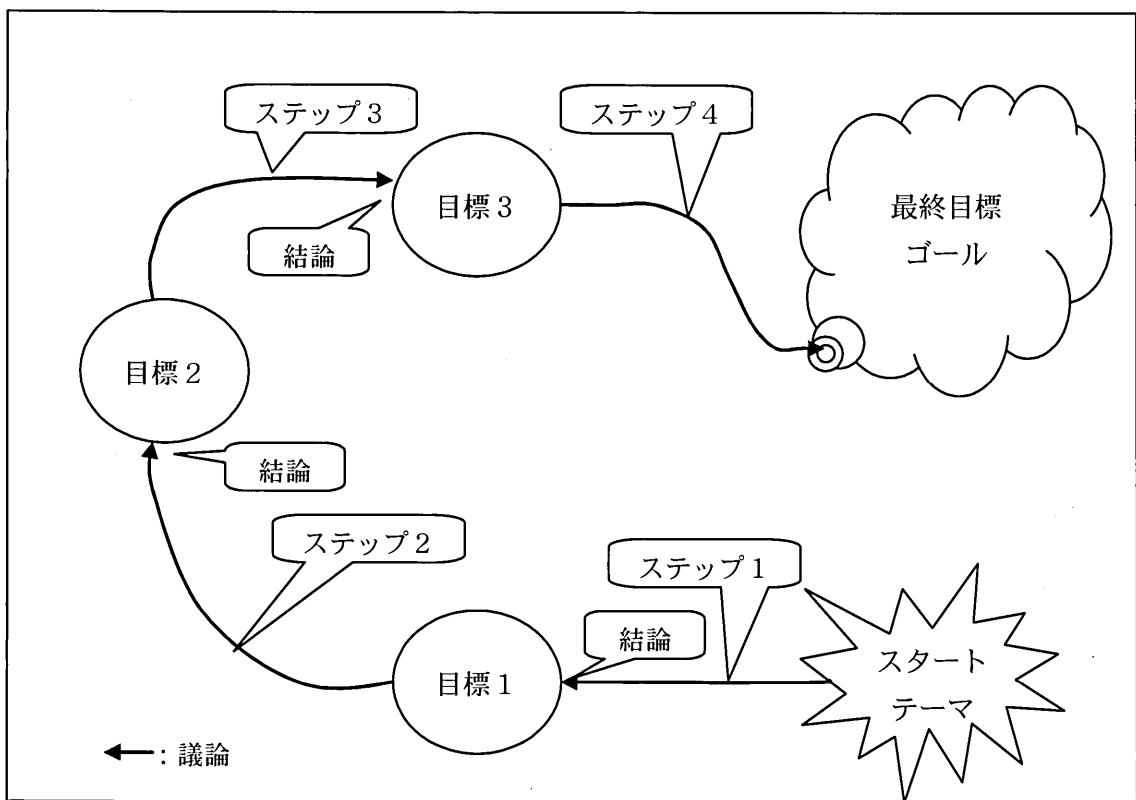 ステップ3
ステップ4
目標3
最終目標
ゴール
結論
目標2
結論
ステップ2
ステップ1
結論
スタート
テーマ
目標1
：議論